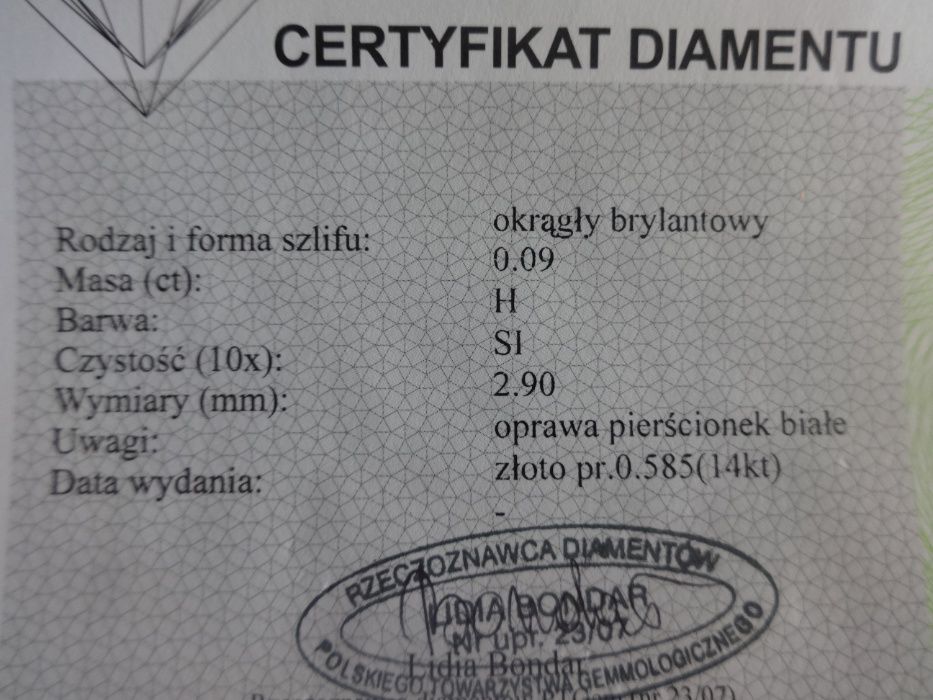 CERTYFIKAT DIAMENTU
Rodzaj i forma szlifu: okrągły brylantowy
Masa (ct): 0.09
Barwa: H
Czystość (10x): SI
Wymiary (mm): 2.90
Uwagi: oprawa pierścionek białe
złoto pr.0.585(14kt)
Data wydania: -
RZECZOZNAWCA DIAMENTÓW
LIDIA BONDAR
Nr upr. 23/07
Lidia Bondar
POLSKIEGO TOWARZYSTWA GEMMOLOGICZNEGO
23/07)